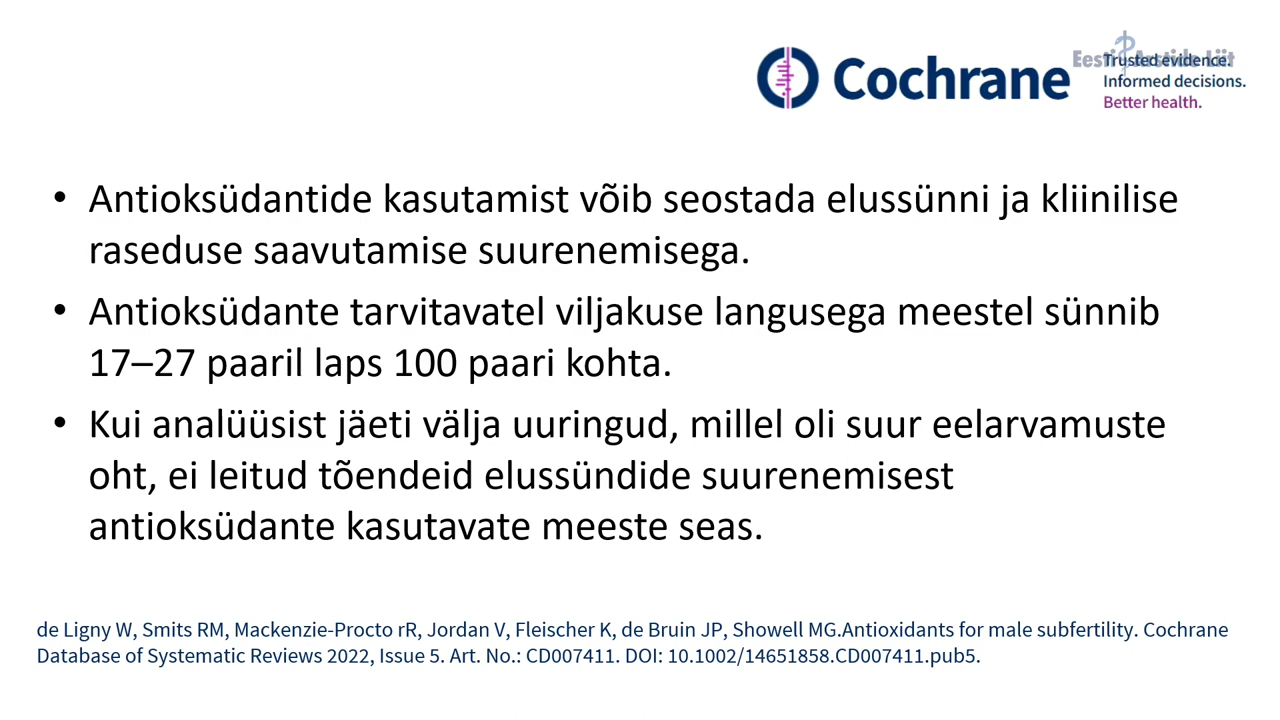 Eesti Arstide Liit
Cochrane
Trusted evidence.
Informed decisions.
Better health.
• Antioksüdantide kasutamist võib seostada elussünni ja kliinilise
raseduse saavutamise suurenemisega.
• Antioksüdante tarvitavatel viljakuse langusega meestel sünnib
17–27 paaril laps 100 paari kohta.
• Kui analüüsist jäeti välja uuringud, millel oli suur eelarvamuste
oht, ei leitud tõendeid elussündide suurenemisest
antioksüdante kasutavate meeste seas.
de Ligny W, Smits RM, Mackenzie-Procto rR, Jordan V, Fleischer K, de Bruin JP, Showell MG.Antioxidants for male subfertility. Cochrane
Database of Systematic Reviews 2022, Issue 5. Art. No.: CD007411. DOI: 10.1002/14651858.CD007411.pub5.